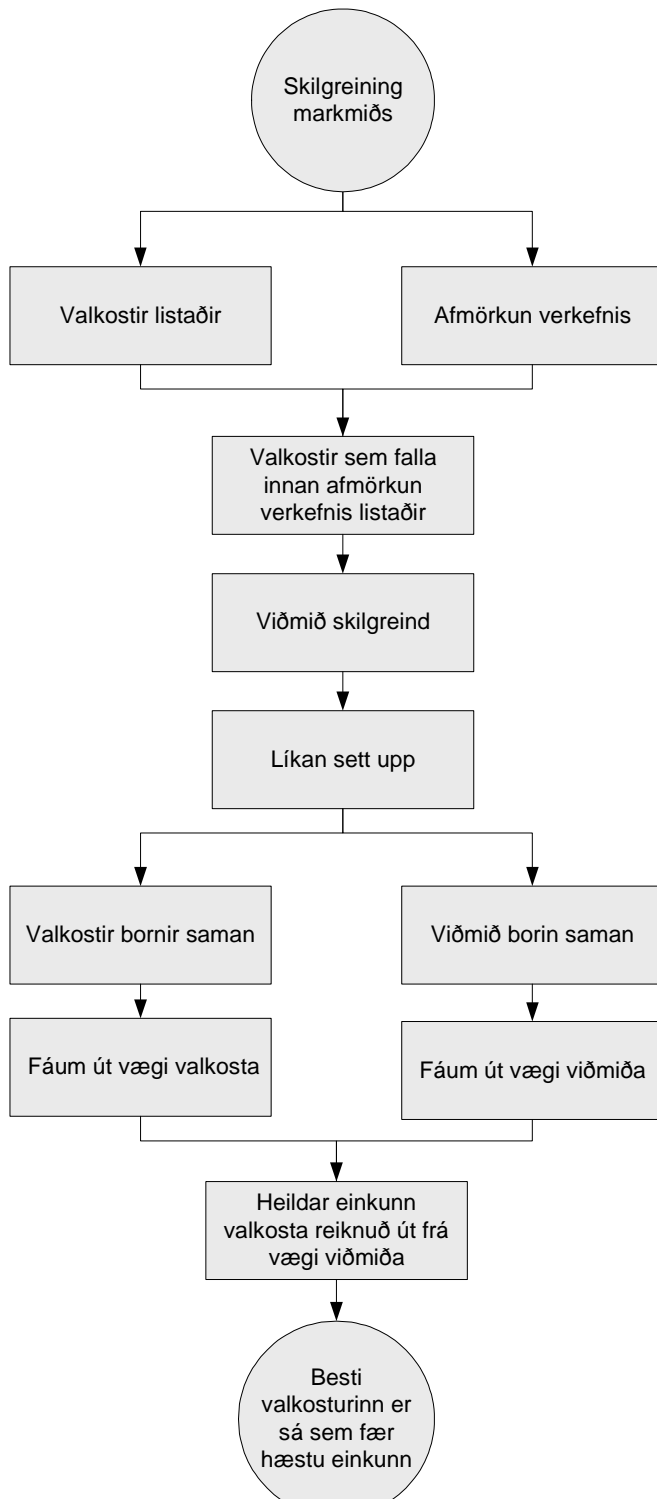 Skilgreining
markmiðs
Valkostir listaðir
Afmörkun verkefnis
Valkostir sem falla
innan afmörkun
verkefnis listaðir
Viðmið skilgreind
Líkan sett upp
Valkostir bornir saman
Viðmið borin saman
Fáum út vægi valkosta
Fáum út vægi viðmiða
Heildar einkunn
valkosta reiknuð út frá
vægi viðmiða
Besti
valkosturinn er
sá sem fær
hæstu einkunn